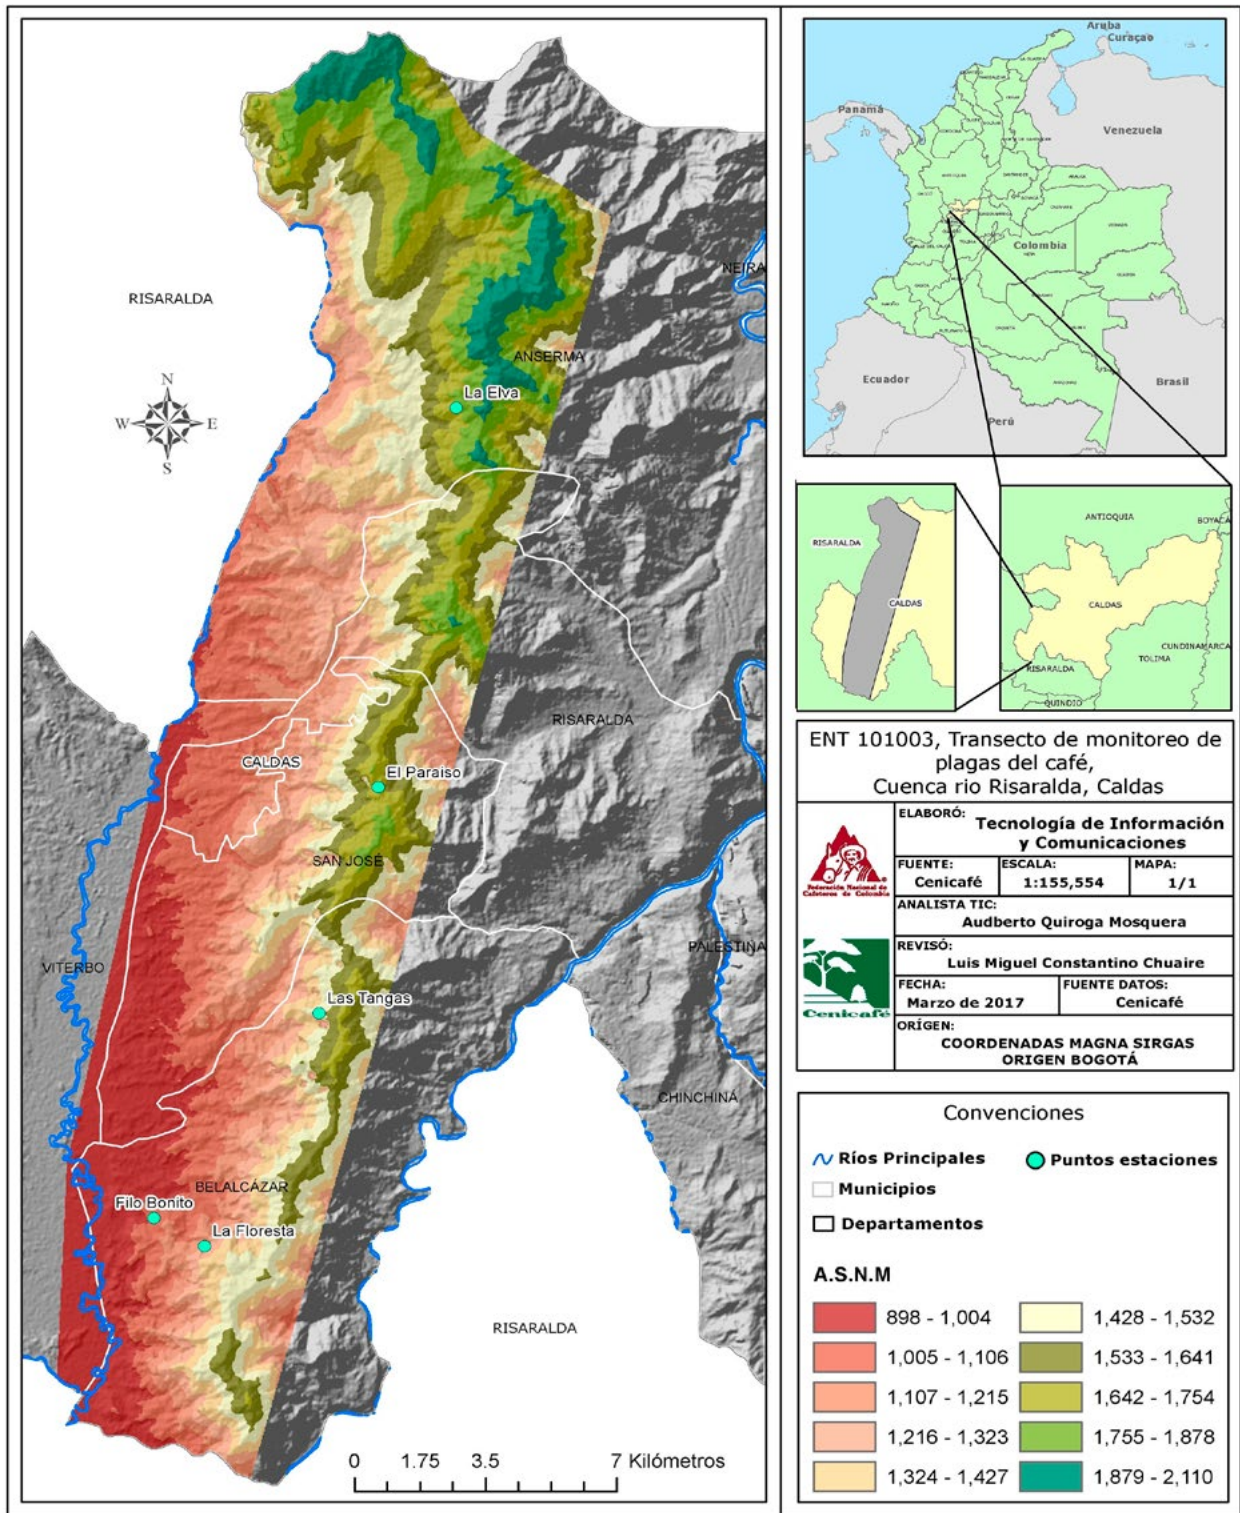 RISARALDA
N
W E
S
NEIRA
ANSERMA
La Elva
RISARALDA
CALDAS
El Paraiso
SAN JOSÉ
PALESTINA
VITERBO
Las Tangas
CHINCHINÁ
BELALCÁZAR
Filo Bonito
La Floresta
RISARALDA
0 1.75 3.5 7 Kilómetros
Aruba
Curaçao
Panamá
Venezuela
Colombia
Ecuador
Brasil
Perú
RISARALDA
CALDAS
ANTIOQUIA
BOYACÁ
CALDAS
CUNDINAMARCA
TOLIMA
RISARALDA
QUINDIO
ENT 101003, Transecto de monitoreo de
plagas del café,
Cuenca rio Risaralda, Caldas
Federación Nacional de
Cafeteros de Colombia
ELABORÓ:
Tecnología de Información
y Comunicaciones
FUENTE:
Cenicafé
ESCALA:
1:155,554
MAPA:
1/1
ANALISTA TIC:
Audberto Quiroga Mosquera
Cenicafé
REVISÓ:
Luis Miguel Constantino Chuaire
FECHA:
Marzo de 2017
FUENTE DATOS:
Cenicafé
ORÍGEN:
COORDENADAS MAGNA SIRGAS
ORIGEN BOGOTÁ
Convenciones
Ríos Principales
Puntos estaciones
Municipios
Departamentos
A.S.N.M
898 - 1,004
1,005 - 1,106
1,107 - 1,215
1,216 - 1,323
1,324 - 1,427
1,428 - 1,532
1,533 - 1,641
1,642 - 1,754
1,755 - 1,878
1,879 - 2,110